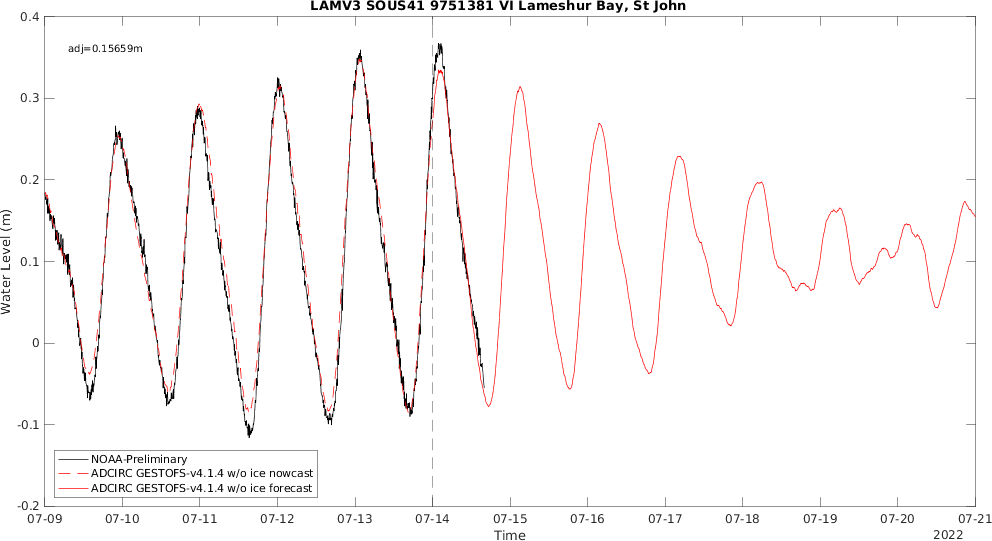 LAMV3 SOUS41 9751381 VI Lameshur Bay, St John
adj=0.15659m
Water Level (m)
0.4
0.3
0.2
0.1
0
-0.1
-0.2
NOAA-Preliminary
ADCIRC GESTOFS-v4.1.4 w/o ice nowcast
ADCIRC GESTOFS-v4.1.4 w/o ice forecast
07-09 07-10 07-11 07-12 07-13 07-14 07-15 07-16 07-17 07-18 07-19 07-20 07-21
Time
2022